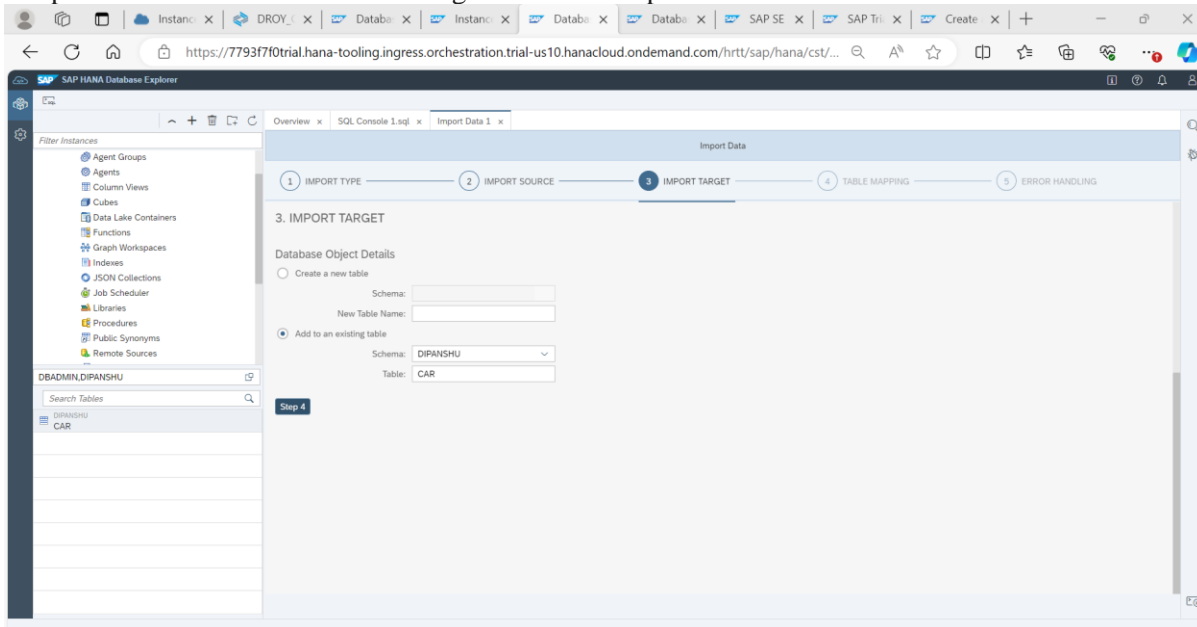 Instanc
DROY_(
Databa
Instanc
Databa
Databa
SAP SE
SAP Tri
Create
https://7793f7f0trial.hana-tooling.ingress.orchestration.trial-us10.hanacloud.ondemand.com/hrtt/sap/hana/cst/...
SAP SAP HANA Database Explorer
Overview x SQL Console 1.sql x Import Data 1 x
Filter Instances
Import Data
Agent Groups
Agents
Column Views
Cubes
Data Lake Containers
Functions
Graph Workspaces
Indexes
JSON Collections
Job Scheduler
Libraries
Procedures
Public Synonyms
Remote Sources
DBADMIN,DIPANSHU
Search Tables
DIPANSHU
CAR
1 IMPORT TYPE
2 IMPORT SOURCE
3 IMPORT TARGET
4 TABLE MAPPING
5 ERROR HANDLING
3. IMPORT TARGET
Database Object Details
Create a new table
Schema:
New Table Name:
Add to an existing table
Schema: DIPANSHU
Table: CAR
Step 4